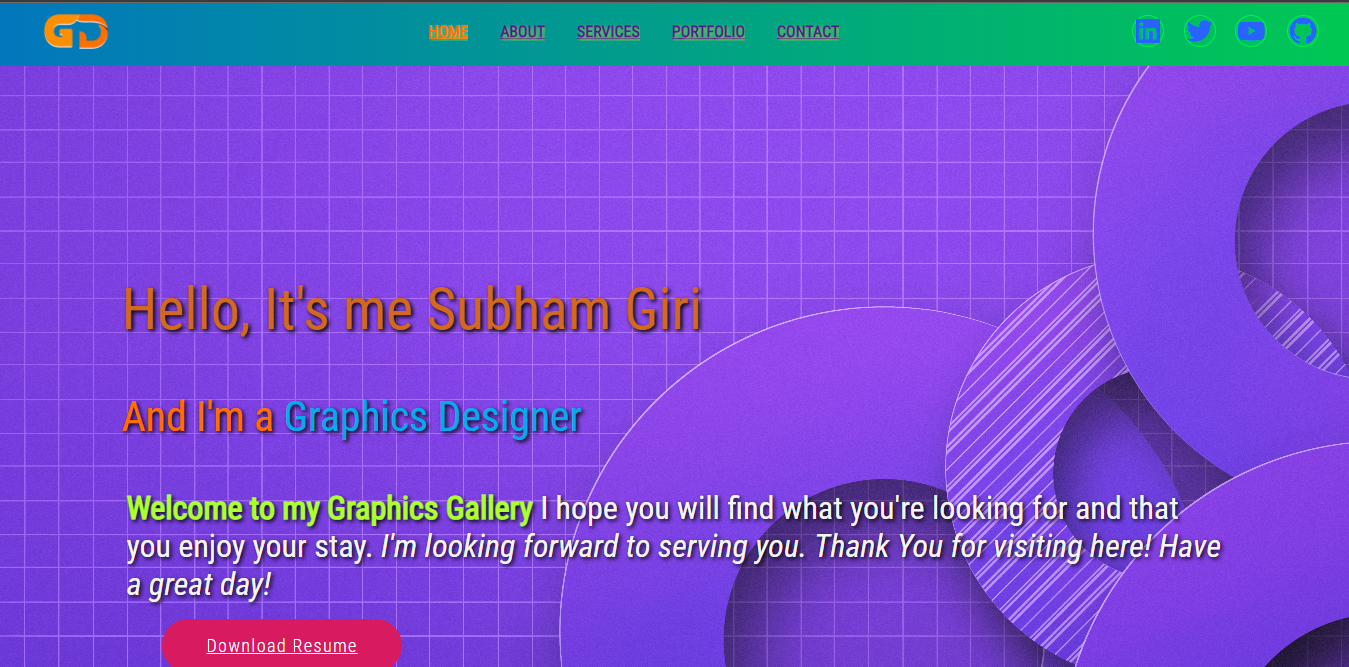 GD
HOME ABOUT SERVICES PORTFOLIO CONTACT
in
Hello, It's me Subham Giri
And I'm a Graphics Designer
Welcome to my Graphics Gallery I hope you will find what you're looking for and that
you enjoy your stay. I'm looking forward to serving you. Thank You for visiting here! Have
a great day!
Download Resume